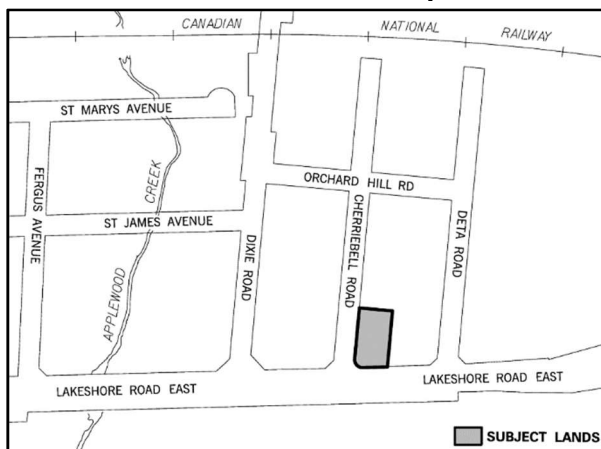 CANADIAN NATIONAL RAILWAY
ST MARYS AVENUE
ORCHARD HILL RD
FERGUS AVENUE
CREEK
ST JAMES AVENUE
DIXIE ROAD
CHERRIEBELL ROAD
DETA ROAD
APPLEWOOD
LAKESHORE ROAD EAST
LAKESHORE ROAD EAST
SUBJECT LANDS